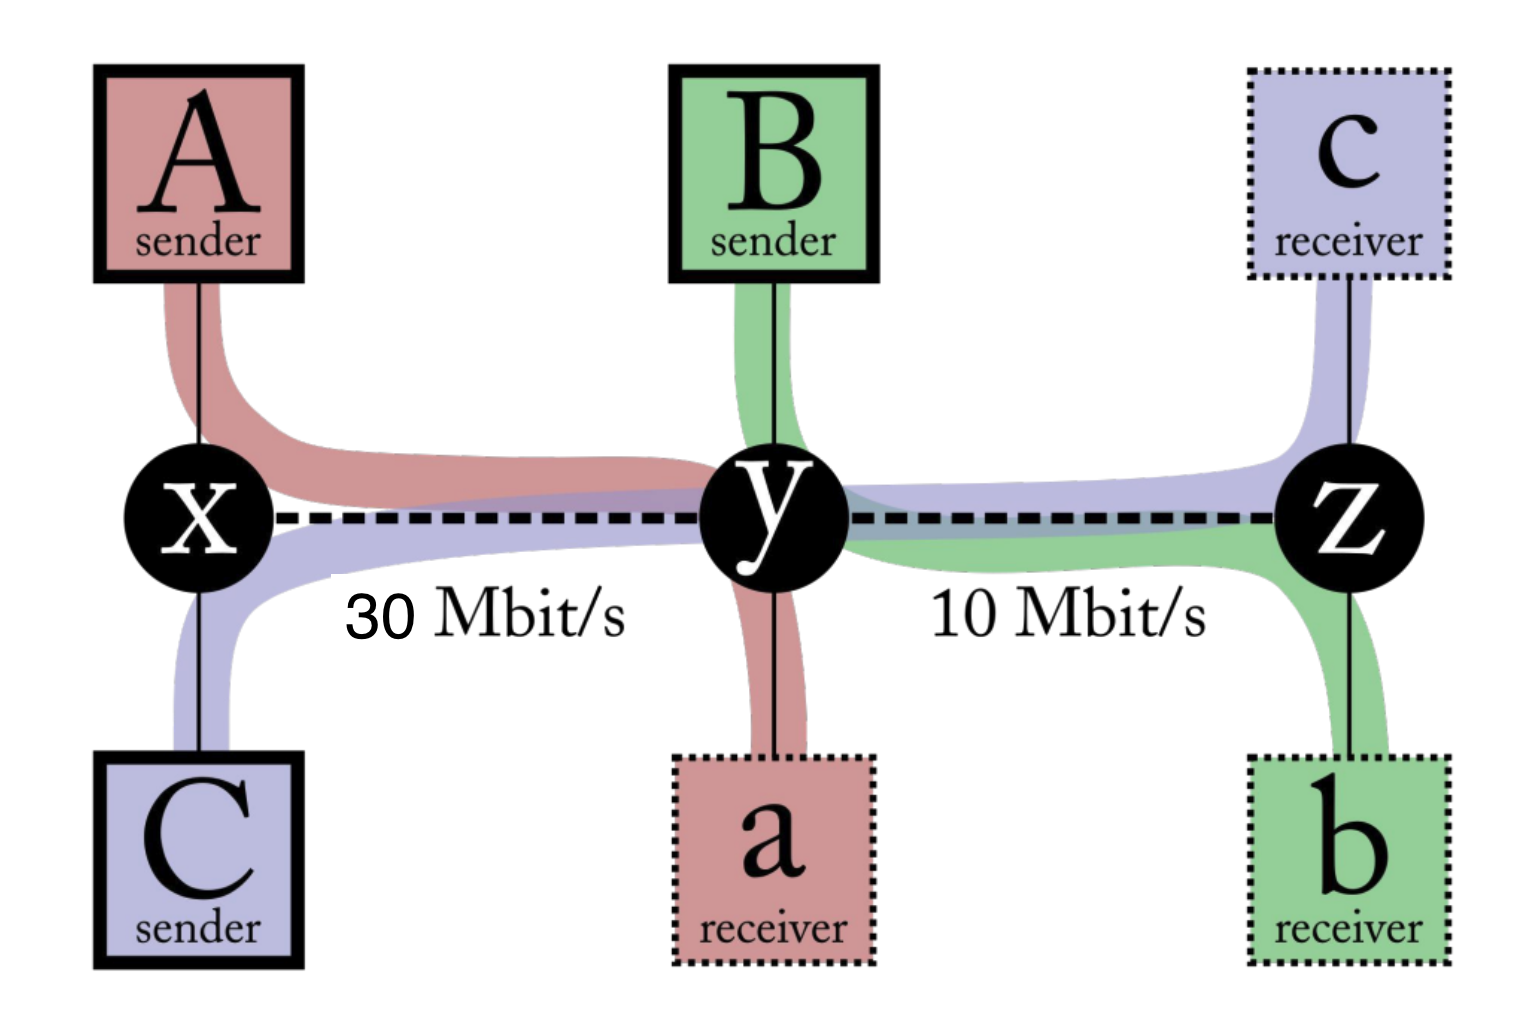 A
sender
B
sender
c
receiver
x
y
z
30 Mbit/s
10 Mbit/s
C
sender
a
receiver
b
receiver